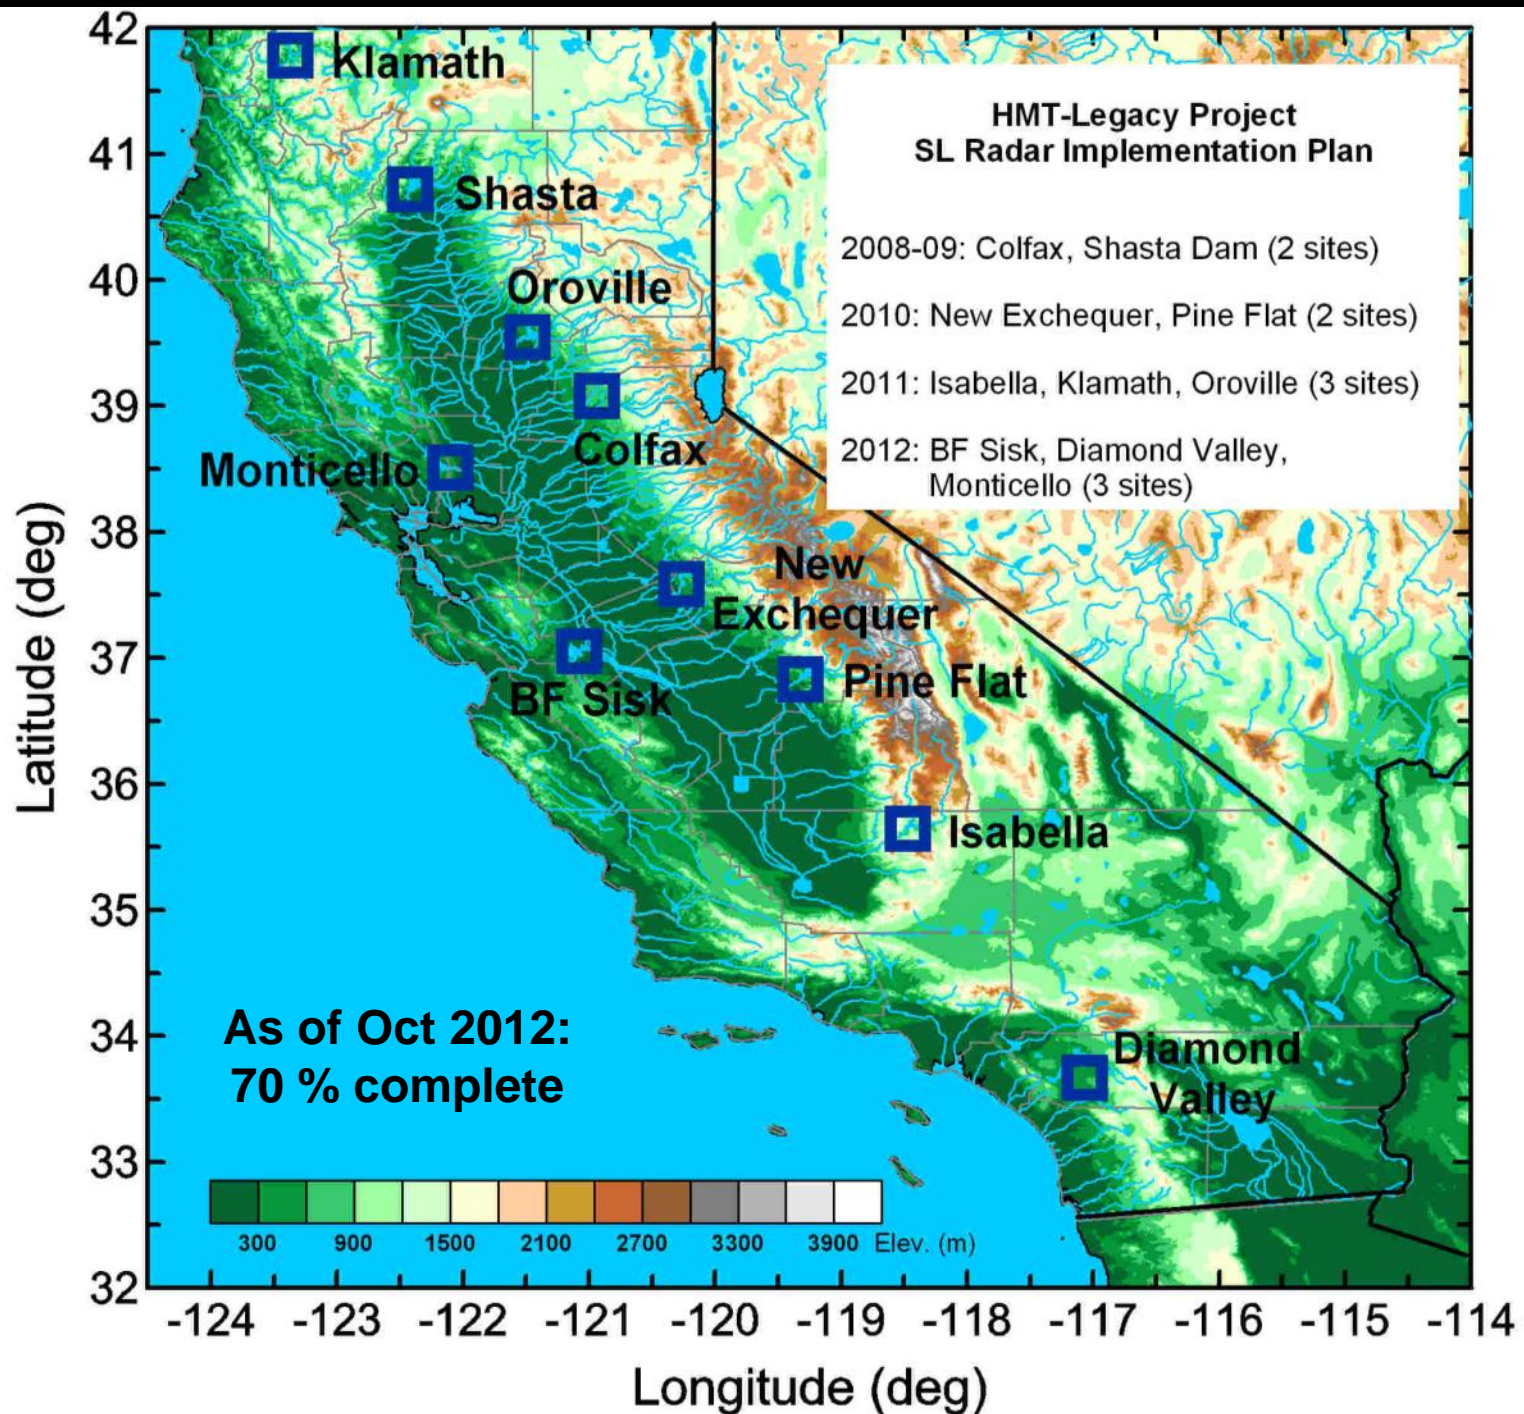 42
41
40
39
38
37
36
35
34
33
32
Latitude (deg)
Klamath
Shasta
Oroville
Colfax
Monticello
New
Exchequer
BF Sisk
Pine Flat
Isabella
Diamond
Valley
HMT-Legacy Project
SL Radar Implementation Plan
2008-09: Colfax, Shasta Dam (2 sites)
2010: New Exchequer, Pine Flat (2 sites)
2011: Isabella, Klamath, Oroville (3 sites)
2012: BF Sisk, Diamond Valley,
Monticello (3 sites)
As of Oct 2012:
70 % complete
300 900 1500 2100 2700 3300 3900 Elev. (m)
-124 -123 -122 -121 -120 -119 -118 -117 -116 -115 -114
Longitude (deg)